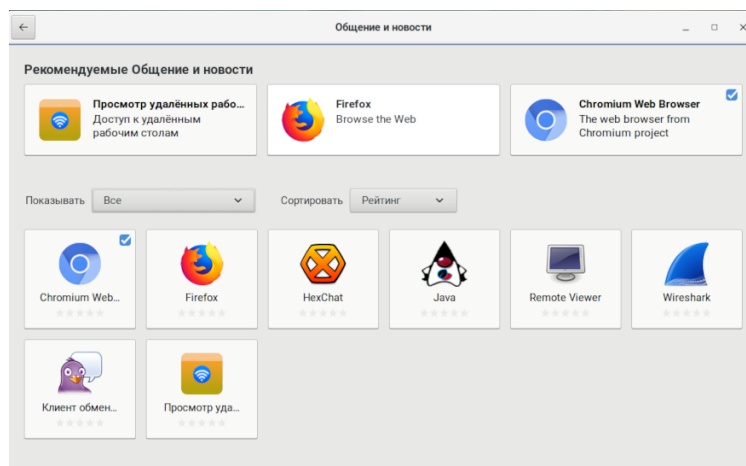 Общение и новости
Рекомендуемые Общение и новости
Просмотр удалённых рабо...
Доступ к удалённым
рабочим столам
Firefox
Browse the Web
Chromium Web Browser
The web browser from
Chromium project
Показывать Все
Сортировать Рейтинг
Chromium Web...
Firefox
HexChat
Java
Remote Viewer
Wireshark
Клиент обмен...
Просмотр уда...